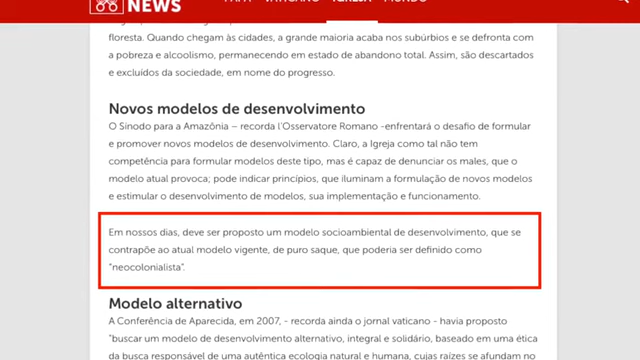 NEWS
IGREJA
floresta. Quando chegam às cidades, a grande maioria acaba nos subúrbios e se defronta com
a pobreza e alcoolismo, permanecendo em estado de abandono total. Assim, são descartados
e excluídos da sociedade, em nome do progresso.
Novos modelos de desenvolvimento
O Sínodo para a Amazônia – recorda l'Osservatore Romano -enfrentará o desafio de formular
e promover novos modelos de desenvolvimento. Claro, a Igreja como tal não tem
competência para formular modelos deste tipo, mas é capaz de denunciar os males, que o
modelo atual provoca; pode indicar princípios, que iluminam a formulação de novos modelos
e estimular o desenvolvimento de modelos, sua implementação e funcionamento.
Em nossos dias, deve ser proposto um modelo socioambiental de desenvolvimento, que se
contrapõe ao atual modelo vigente, de puro saque, que poderia ser definido como
“neocolonialista”.
Modelo alternativo
A Conferência de Aparecida, em 2007, - recorda ainda o jornal vaticano - havia proposto
“buscar um modelo de desenvolvimento alternativo, integral e solidário, baseado em uma ética
da busca responsável de uma autêntica ecologia natural e humana, cujas raízes se afundam no